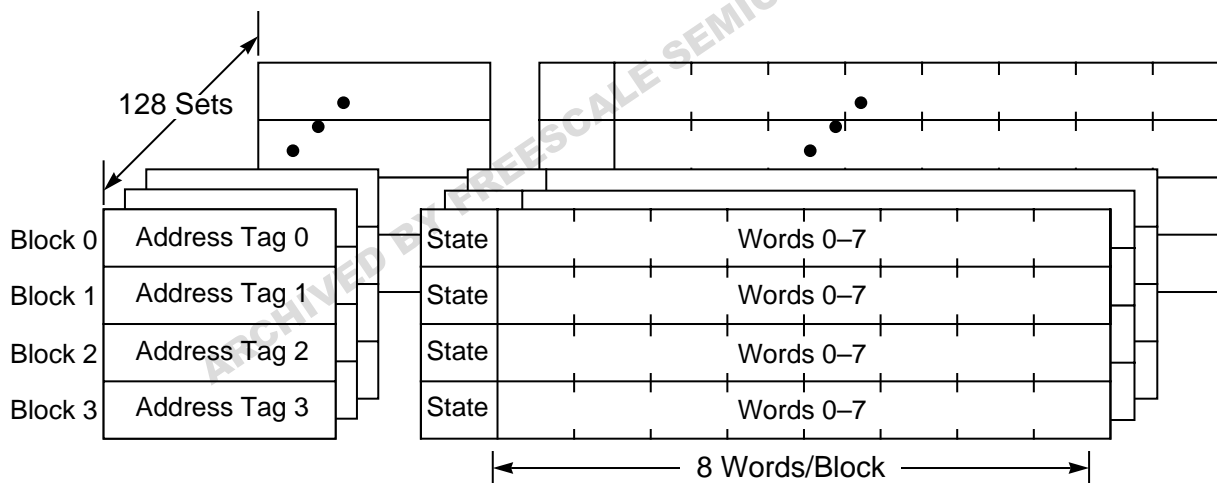 ARCHIVED BY FREESCALE SEMIC
128 Sets
Block 0 Address Tag 0 State Words 0–7
Block 1 Address Tag 1 State Words 0–7
Block 2 Address Tag 2 State Words 0–7
Block 3 Address Tag 3 State Words 0–7
8 Words/Block